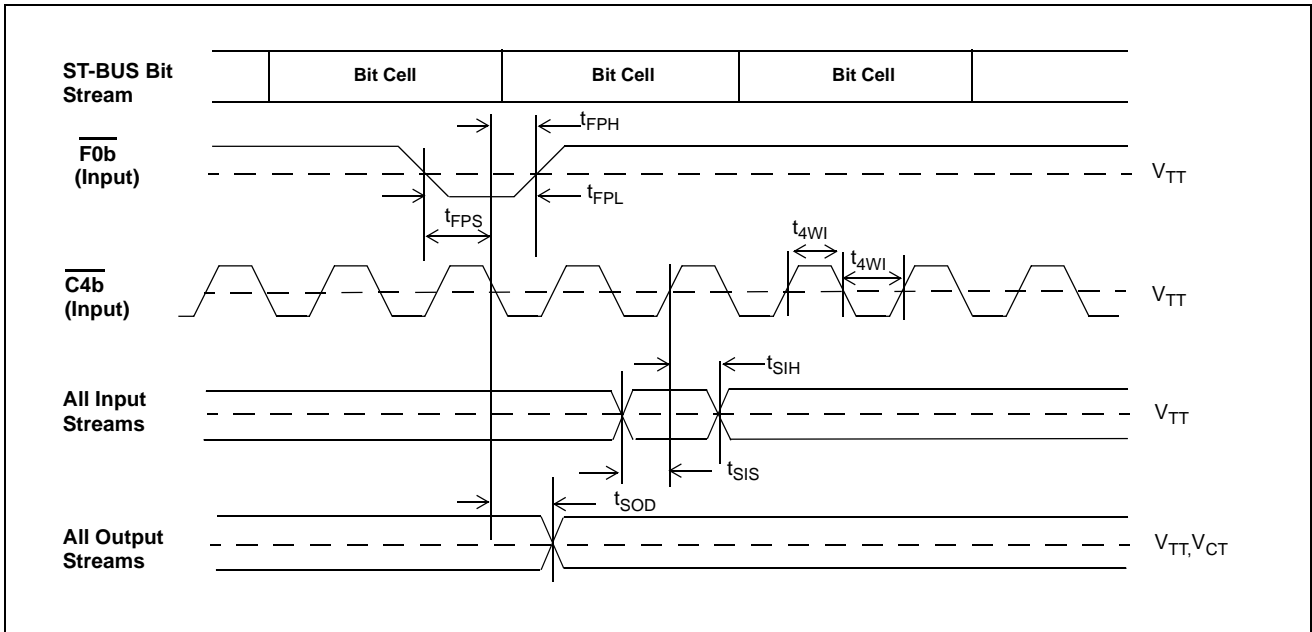 ST-BUS Bit
Stream
Bit Cell
Bit Cell
Bit Cell
tFPH
F0b
(Input)
VTT
tFPL
tFPS
t4WI
t4WI
C4b
(Input)
VTT
tSIH
All Input
Streams
VTT
tSIS
tSOD
All Output
Streams
VTT,VCT